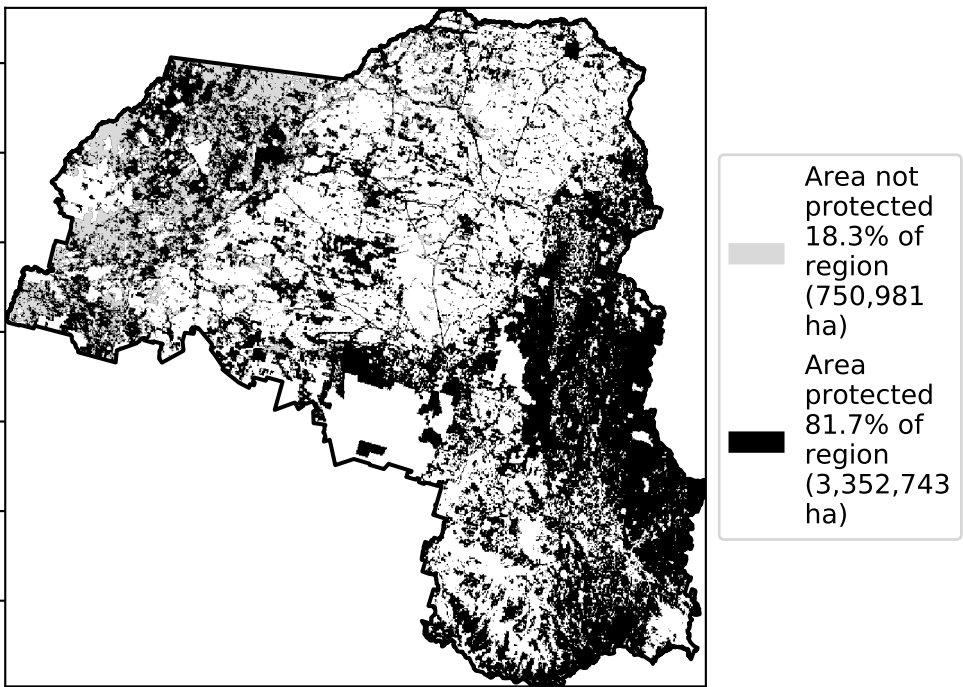 Area not
protected
18.3% of
region
(750,981
ha)
Area
protected
81.7% of
region
(3,352,743
ha)